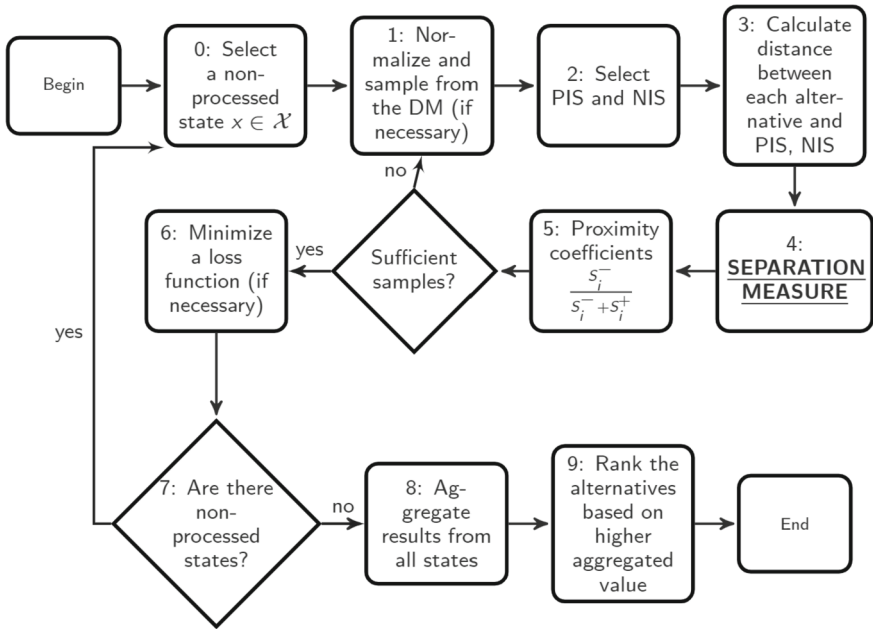 Begin
0: Select
a non-
processed
state x ∈ 𝒳
1: Nor-
malize and
sample from
the DM (if
necessary)
2: Select
PIS and NIS
3: Calculate
distance
between
each alter-
native and
PIS, NIS
4:
SEPARATION
MEASURE
5: Proximity
coefficients
S_i^-
S_i^- + S_i^+
Sufficient
samples?
no
yes
6: Minimize
a loss
function (if
necessary)
yes
7: Are there
non-
processed
states?
no
8: Ag-
ggregate
results from
all states
9: Rank the
alternatives
based on
higher
aggregated
value
End